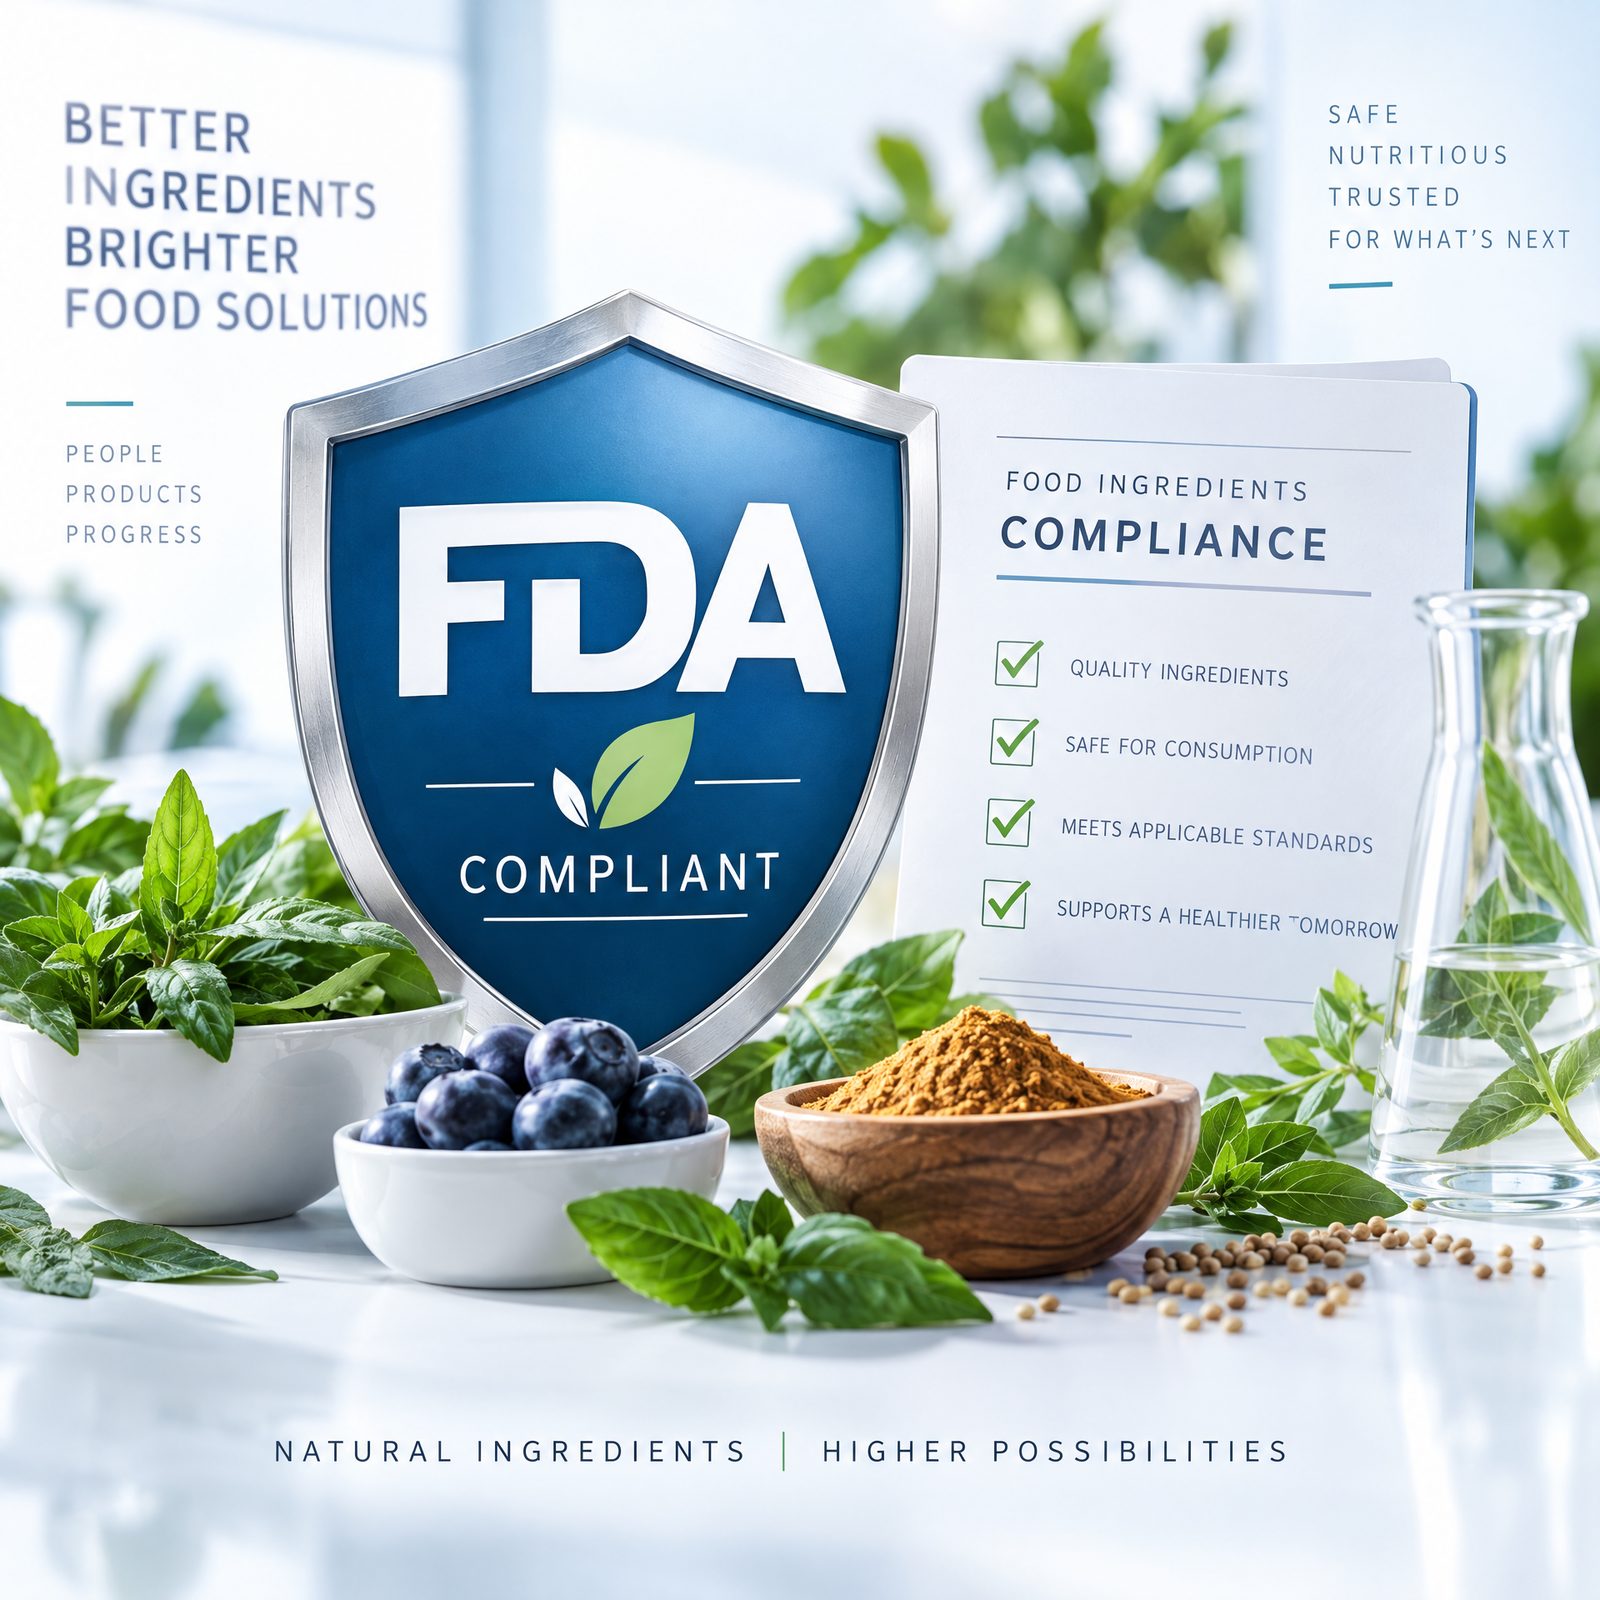 BETTER
INGREDIENTS
BRIGHTER
FOOD SOLUTIONS
PEOPLE
PRODUCTS
PROGRESS
SAFE
NUTRITIOUS
TRUSTED
FOR WHAT'S NEXT
FDA
COMPLIANT
FOOD INGREDIENTS
COMPLIANCE
QUALITY INGREDIENTS
SAFE FOR CONSUMPTION
MEETS APPLICABLE STANDARDS
SUPPORTS A HEALTHIER TOMORROW
NATURAL INGREDIENTS | HIGHER POSSIBILITIES